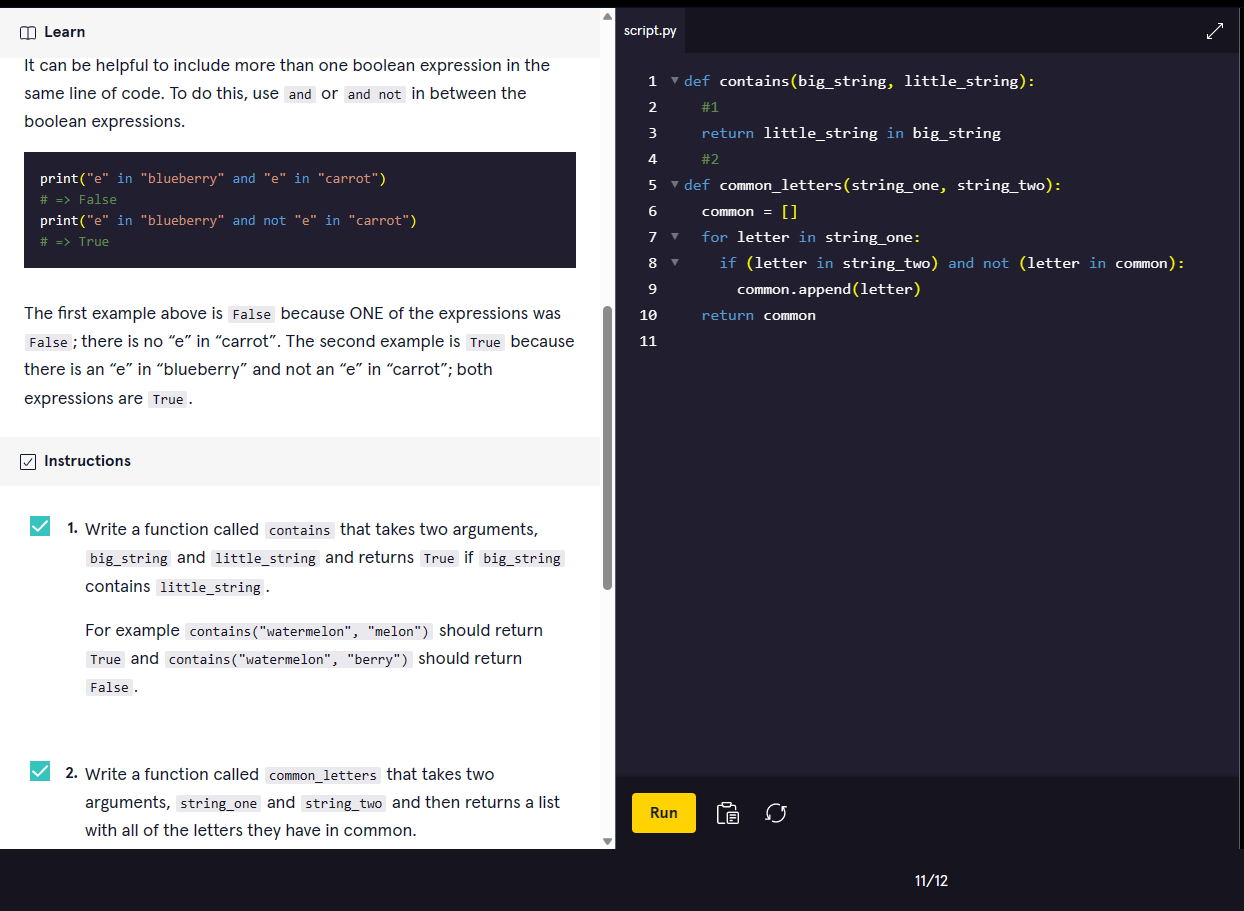 Learn
It can be helpful to include more than one boolean expression in the
same line of code. To do this, use and or and not in between the
boolean expressions.
print("e" in "blueberry" and "e" in "carrot")
# => False
print("e" in "blueberry" and not "e" in "carrot")
# => True
The first example above is False because ONE of the expressions was
False; there is no “e” in “carrot”. The second example is True because
there is an “e” in “blueberry” and not an “e” in “carrot”; both
expressions are True.
Instructions
1. Write a function called contains that takes two arguments,
big_string and little_string and returns True if big_string
contains little_string.
For example contains("watermelon", "melon") should return
True and contains("watermelon", "berry") should return
False.
2. Write a function called common_letters that takes two
arguments, string_one and string_two and then returns a list
with all of the letters they have in common.
script.py
1 def contains(big_string, little_string):
2 #1
3 return little_string in big_string
4 #2
5 def common_letters(string_one, string_two):
6 common = []
7 for letter in string_one:
8 if (letter in string_two) and not (letter in common):
9 common.append(letter)
10 return common
11
Run
11/12